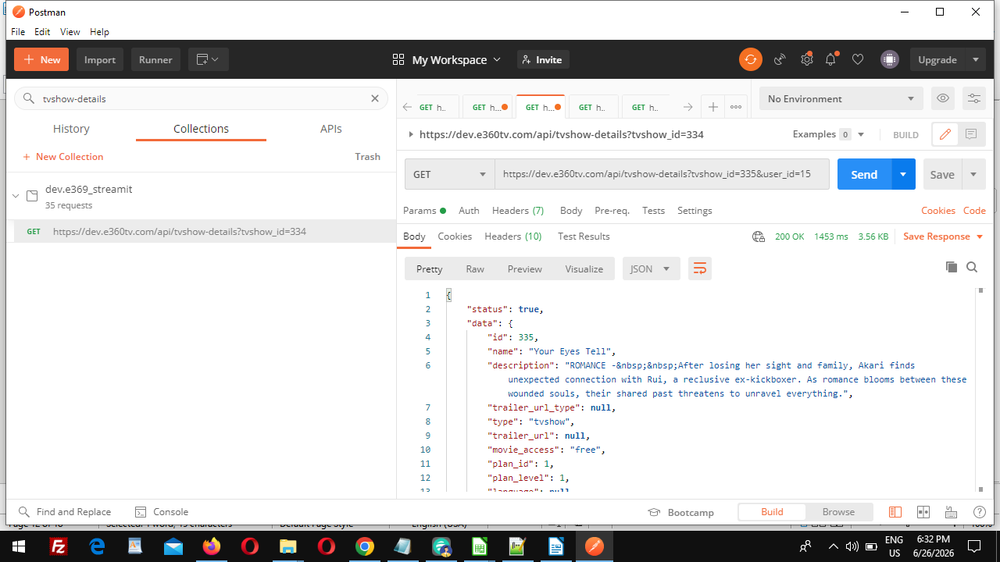 Postman
File Edit View Help
New Import Runner My Workspace Invite Upgrade
tvshow-details
History Collections APIs
New Collection Trash
dev.e369_streamit
35 requests
GET https://dev.e360tv.com/api/tvshow-details?tvshow_id=334
GET h.. GET h... GET h... GET h.. GET h..
No Environment
https://dev.e360tv.com/api/tvshow-details?tvshow_id=334 Examples 0 BUILD
GET https://dev.e360tv.com/api/tvshow-details?tvshow_id=335&user_id=15 Send Save
Params Auth Headers (7) Body Pre-req. Tests Settings Cookies Code
Body Cookies Headers (10) Test Results 200 OK 1453 ms 3.56 KB Save Response
Pretty Raw Preview Visualize JSON
1 {
2 "status": true,
3 "data": {
4 "id": 335,
5 "name": "Your Eyes Tell",
6 "description": "ROMANCE -&nbsp;&nbsp;After losing her sight and family, Akari finds
unexpected connection with Rui, a reclusive ex-kickboxer. As romance blooms between these
wounded souls, their shared past threatens to unravel everything.",
7 "trailer_url_type": null,
8 "type": "tvshow",
9 "trailer_url": null,
10 "movie_access": "free",
11 "plan_id": 1,
12 "plan_level": 1,
13 "language": null
Find and Replace Console Bootcamp Build Browse
ENG
US
6:32 PM
6/26/2026